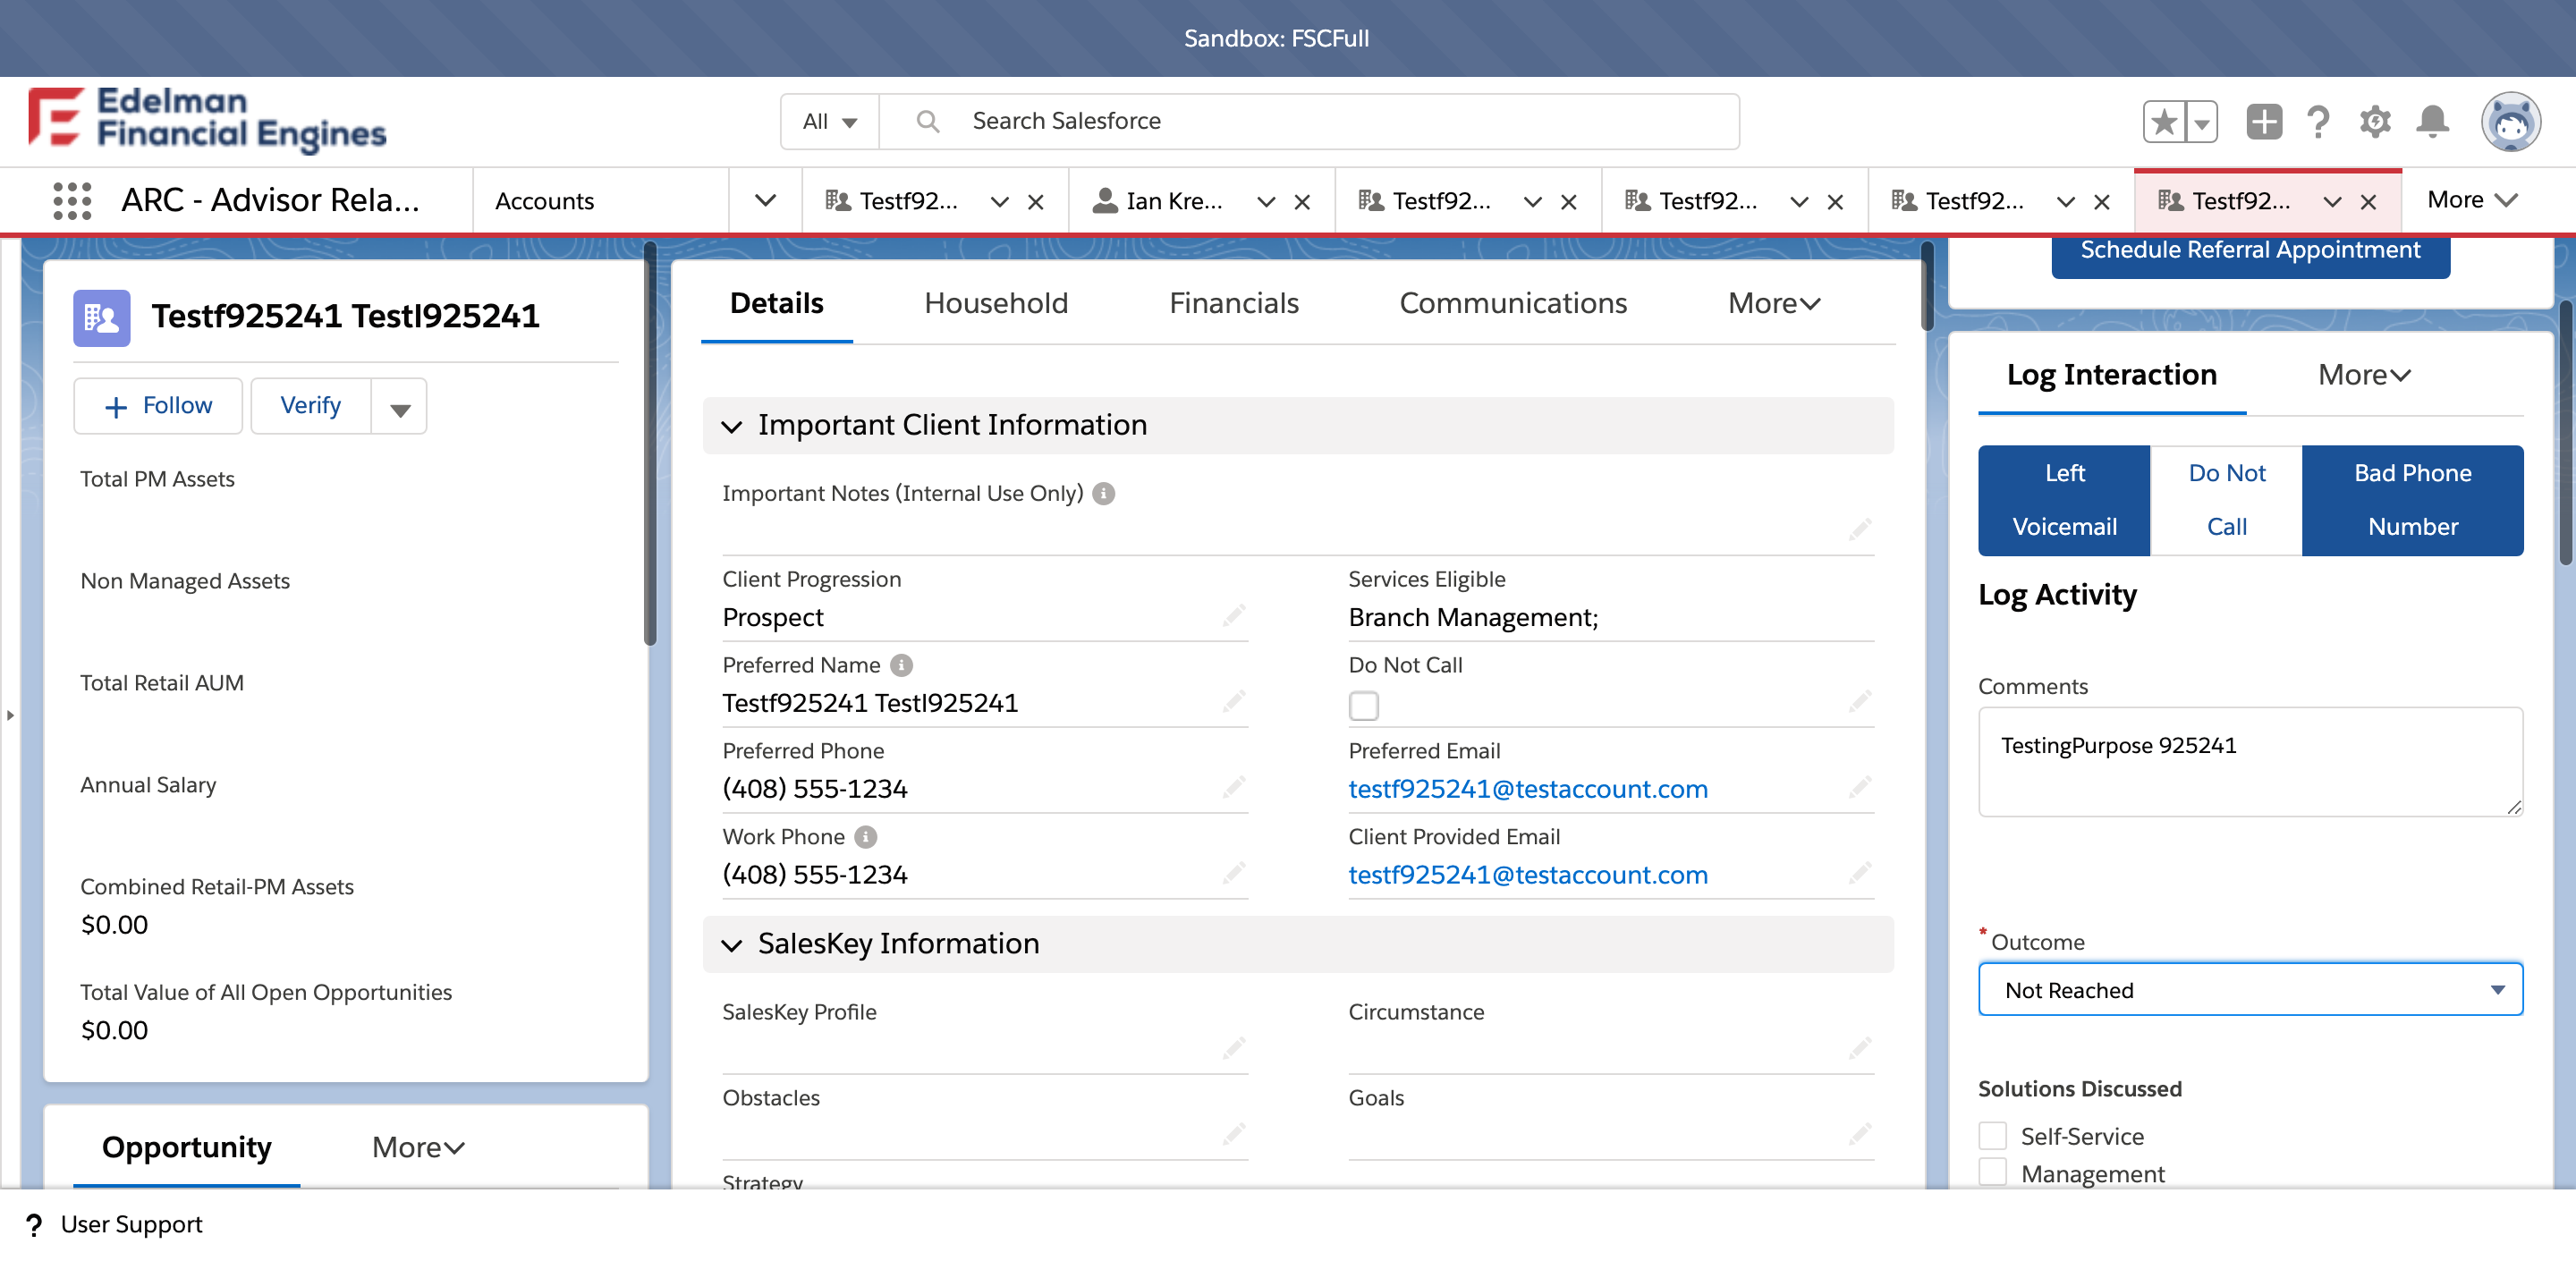 Sandbox: FSCFull
Edelman
Financial Engines
All
Search Salesforce
ARC - Advisor Rela...
Accounts
Testf92...
Ian Kre...
Testf92...
Testf92...
Testf92...
Testf92...
More
Testf925241 Testl925241
Follow
Verify
Total PM Assets
Non Managed Assets
Total Retail AUM
Annual Salary
Combined Retail-PM Assets
$0.00
Total Value of All Open Opportunities
$0.00
Opportunity
More
Details
Household
Financials
Communications
More
Important Client Information
Important Notes (Internal Use Only)
Client Progression
Prospect
Services Eligible
Branch Management;
Preferred Name
Testf925241 Testl925241
Do Not Call
Preferred Phone
(408) 555-1234
Preferred Email
testf925241@testaccount.com
Work Phone
(408) 555-1234
Client Provided Email
testf925241@testaccount.com
SalesKey Information
SalesKey Profile
Circumstance
Obstacles
Goals
Strategy
Schedule Referral Appointment
Log Interaction
More
Left
Voicemail
Do Not
Call
Bad Phone
Number
Log Activity
Comments
TestingPurpose 925241
* Outcome
Not Reached
Solutions Discussed
Self-Service
Management
? User Support